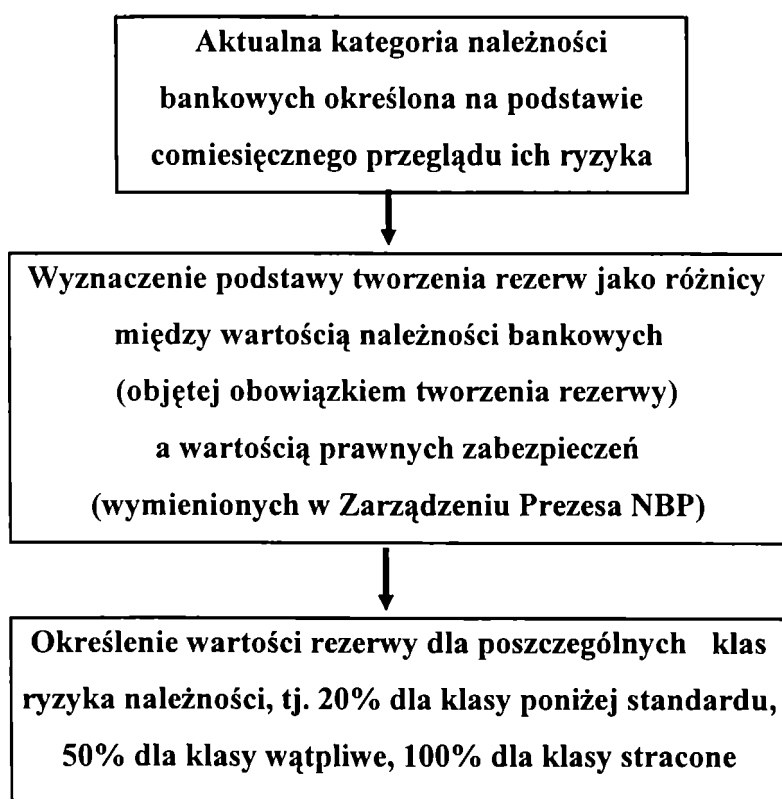 Aktualna kategoria należności
bankowych określona na podstawie
comiesięcznego przeglądu ich ryzyka
Wyznaczenie podstawy tworzenia rezerw jako różnicy
między wartością należności bankowych
(objętej obowiązkiem tworzenia rezerwy)
a wartością prawnych zabezpieczeń
(wymienionych w Zarządzeniu Prezesa NBP)
Określenie wartości rezerwy dla poszczególnych klas
ryzyka należności, tj. 20% dla klasy poniżej standardu,
50% dla klasy wątpliwe, 100% dla klasy stracone